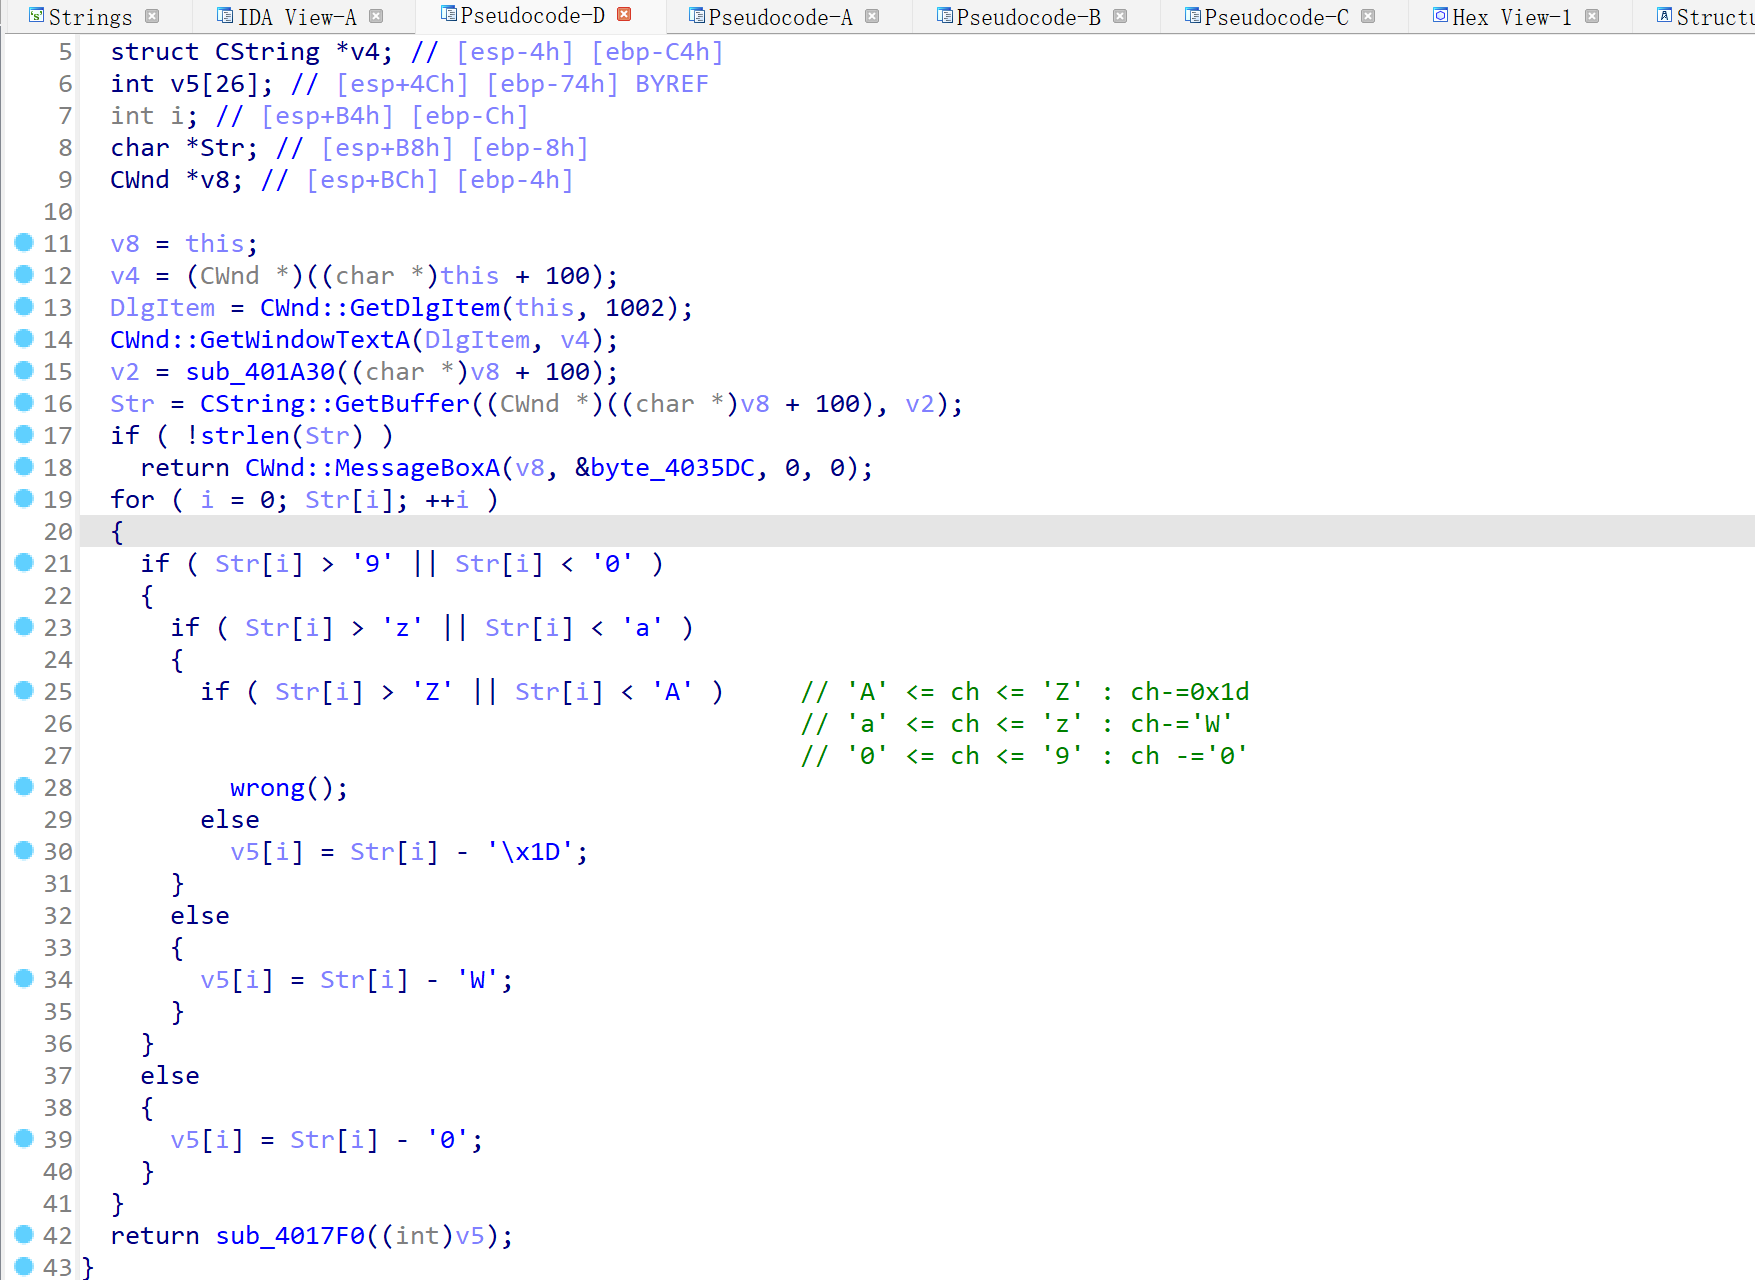 Strings IDA View-A Pseudocode-D Pseudocode-A Pseudocode-B Pseudocode-C Hex View-1 Structu
5 struct CString *v4; // [esp-4h] [ebp-C4h]
6 int v5[26]; // [esp+4Ch] [ebp-74h] BYREF
7 int i; // [esp+B4h] [ebp-Ch]
8 char *Str; // [esp+B8h] [ebp-8h]
9 CWnd *v8; // [esp+BCh] [ebp-4h]
10
11 v8 = this;
12 v4 = (CWnd *)((char *)this + 100);
13 DlgItem = CWnd::GetDlgItem(this, 1002);
14 CWnd::GetWindowTextA(DlgItem, v4);
15 v2 = sub_401A30((char *)v8 + 100);
16 Str = CString::GetBuffer((CWnd *)((char *)v8 + 100), v2);
17 if ( !strlen(Str) )
18 return CWnd::MessageBoxA(v8, &byte_4035DC, 0, 0);
19 for ( i = 0; Str[i]; ++i )
20 {
21 if ( Str[i] > '9' || Str[i] < '0' )
22 {
23 if ( Str[i] > 'z' || Str[i] < 'a' )
24 {
25 if ( Str[i] > 'Z' || Str[i] < 'A' ) // 'A' <= ch <= 'Z' : ch-=0x1d
26 // 'a' <= ch <= 'z' : ch-='W'
27 // '0' <= ch <= '9' : ch -='0'
28 wrong();
29 else
30 v5[i] = Str[i] - '\x1D';
31 }
32 else
33 {
34 v5[i] = Str[i] - 'W';
35 }
36 }
37 else
38 {
39 v5[i] = Str[i] - '0';
40 }
41 }
42 return sub_4017F0((int)v5);
43 }